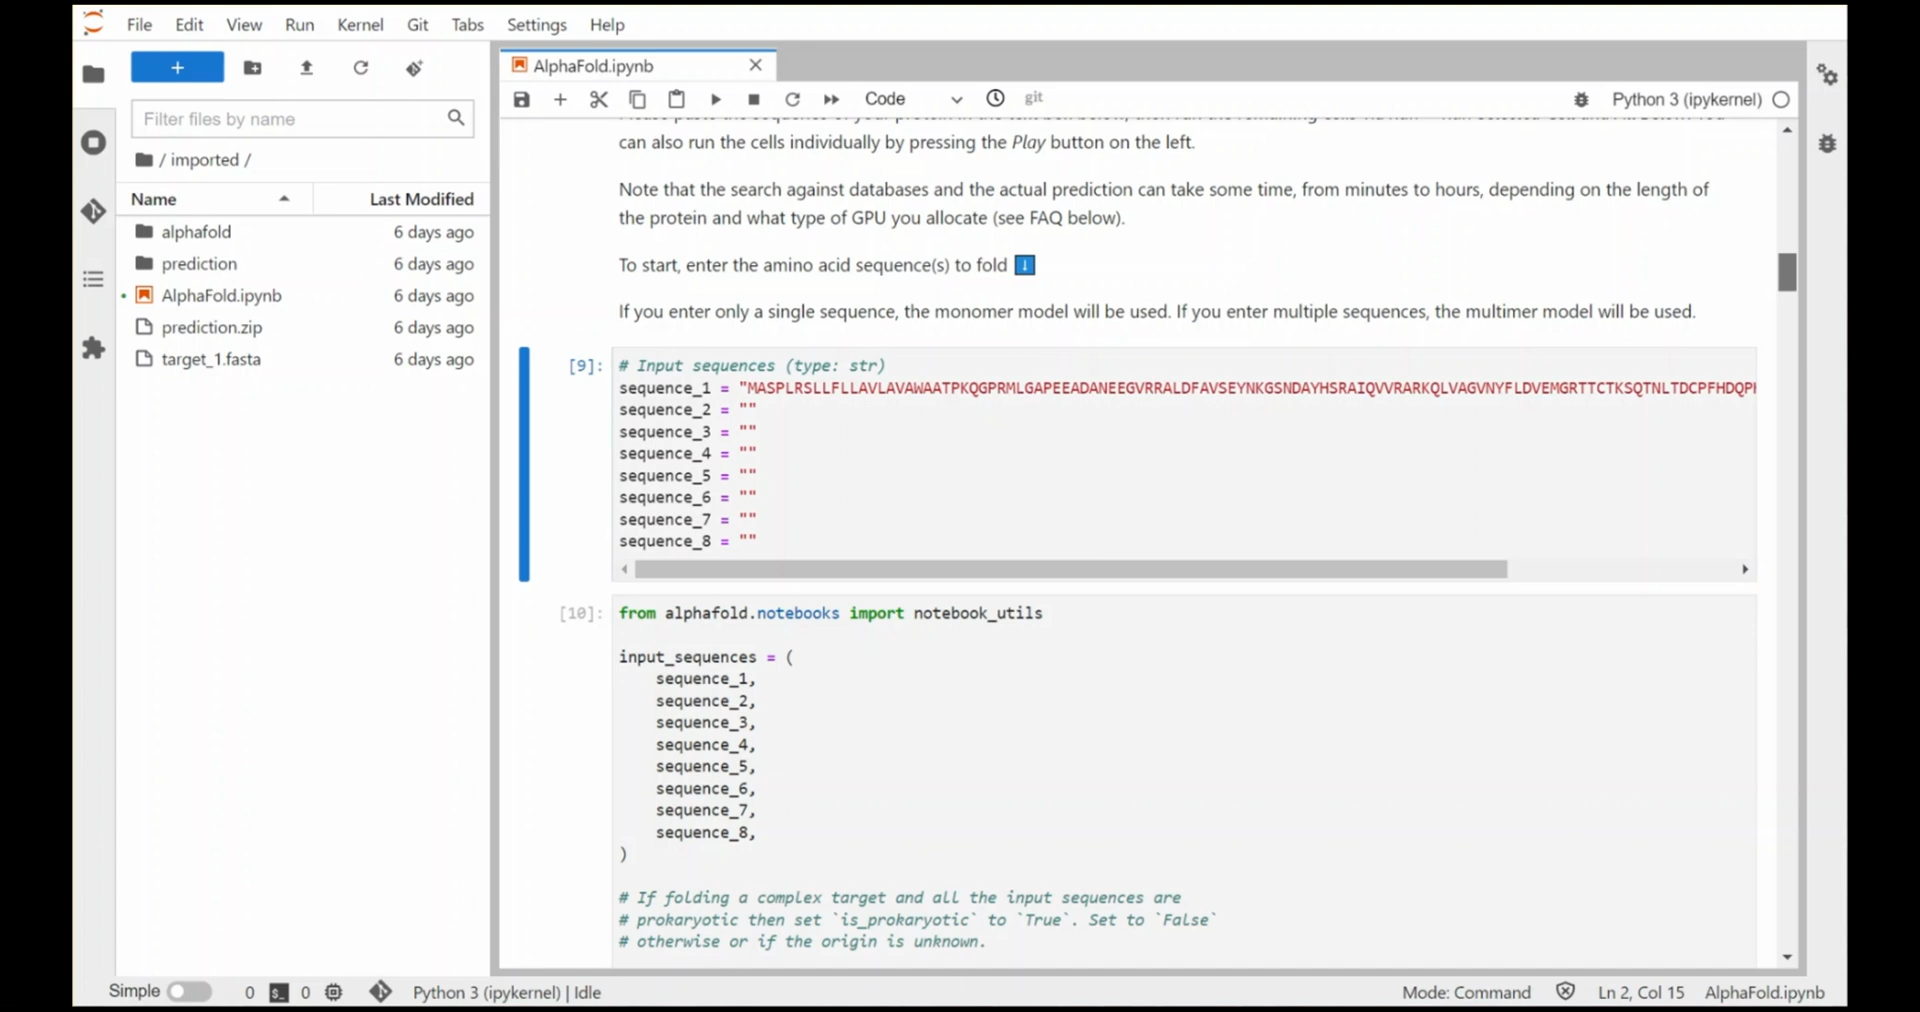 File Edit View Run Kernel Git Tabs Settings Help
+
Filter files by name
/ imported /
Name Last Modified
alphafold 6 days ago
prediction 6 days ago
AlphaFold.ipynb 6 days ago
prediction.zip 6 days ago
target_1.fasta 6 days ago
AlphaFold.ipynb
Code git Python 3 (ipykernel)
can also run the cells individually by pressing the Play button on the left.
Note that the search against databases and the actual prediction can take some time, from minutes to hours, depending on the length of
the protein and what type of GPU you allocate (see FAQ below).
To start, enter the amino acid sequence(s) to fold
If you enter only a single sequence, the monomer model will be used. If you enter multiple sequences, the multimer model will be used.
[9]: # Input sequences (type: str)
sequence_1 = "MASPLRSLLFLLAVLAVAWAATPKQGPRMLGAPEEADANEEGVRRALDFAVSEYNKGSNDAYHSRAIQVVRARKQLVAGVNYFLDVEMGRTTCTKSQTNLTDCPFHDQP
sequence_2 = ""
sequence_3 = ""
sequence_4 = ""
sequence_5 = ""
sequence_6 = ""
sequence_7 = ""
sequence_8 = ""
[10]: from alphafold.notebooks import notebook_utils
input_sequences = (
sequence_1,
sequence_2,
sequence_3,
sequence_4,
sequence_5,
sequence_6,
sequence_7,
sequence_8,
)
# If folding a complex target and all the input sequences are
# prokaryotic then set `is_prokaryotic` to `True`. Set to `False`
# otherwise or if the origin is unknown.
Simple 0 $_ 0 Python 3 (ipykernel) | Idle Mode: Command Ln 2, Col 15 AlphaFold.ipynb